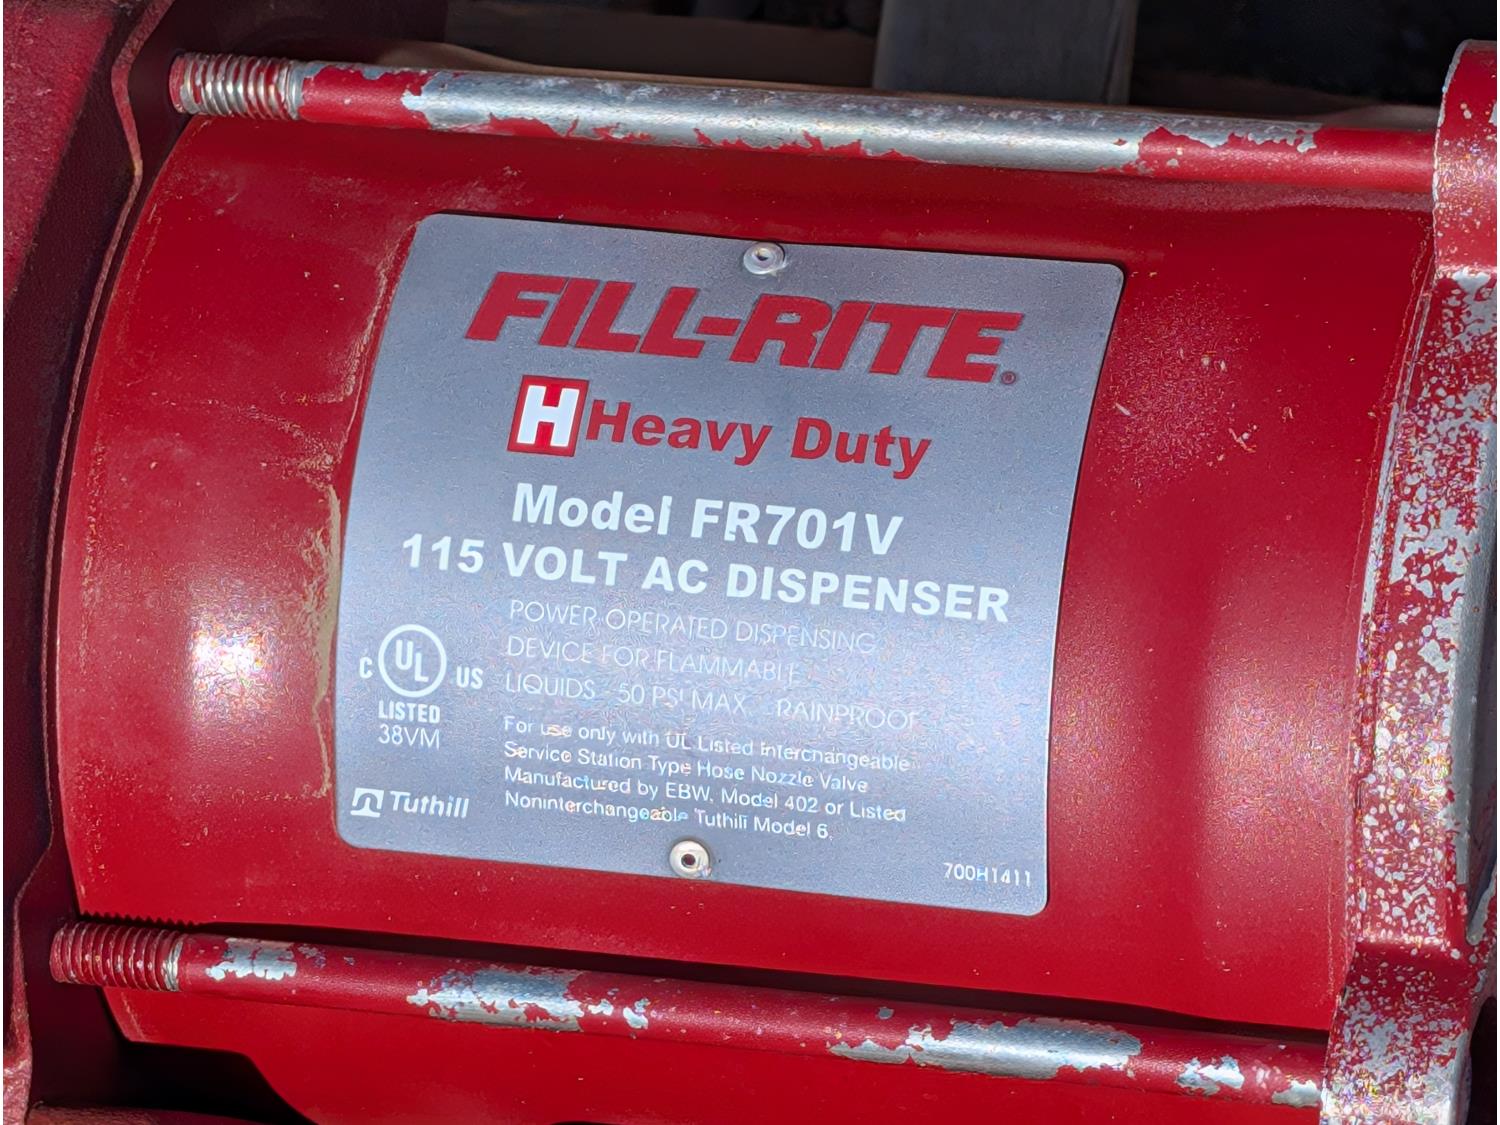 FILL-RITE®
H Heavy Duty
Model FR701V
115 VOLT AC DISPENSER
POWER OPERATED DISPENSING
DEVICE FOR FLAMMABLE
LIQUIDS - 50 PSI MAX. - RAINPROOF
C UL US
LISTED
38VM
For use only with UL Listed Interchangeable
Service Station Type Hose Nozzle Valve
Manufactured by EBW, Model 402 or Listed
Noninterchangeable Tuthill Model 6.
Tuthill
700H1411